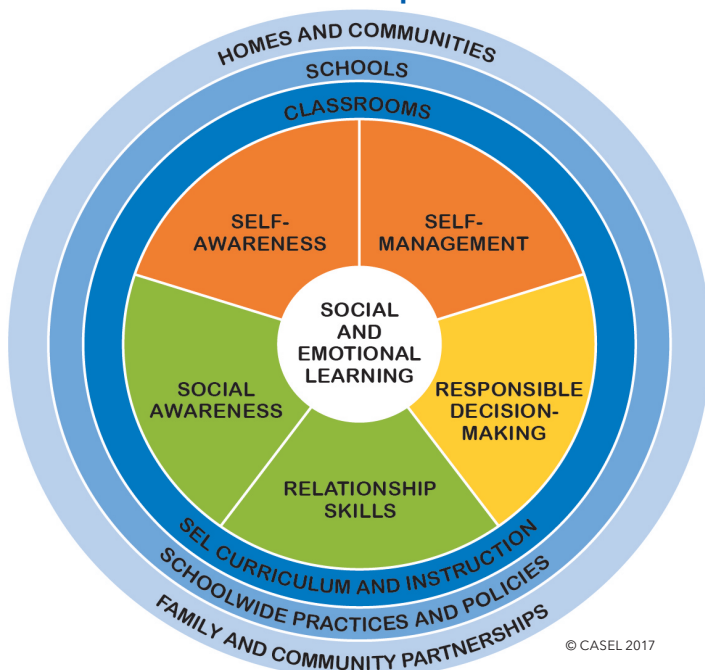 HOMES AND COMMUNITIES
SCHOOLS
CLASSROOMS
SELF-
AWARENESS
SELF-
MANAGEMENT
SOCIAL
AND
EMOTIONAL
LEARNING
SOCIAL
AWARENESS
RESPONSIBLE
DECISION-
MAKING
RELATIONSHIP
SKILLS
SEL CURRICULUM AND INSTRUCTION
SCHOOLWIDE PRACTICES AND POLICIES
FAMILY AND COMMUNITY PARTNERSHIPS
© CASEL 2017